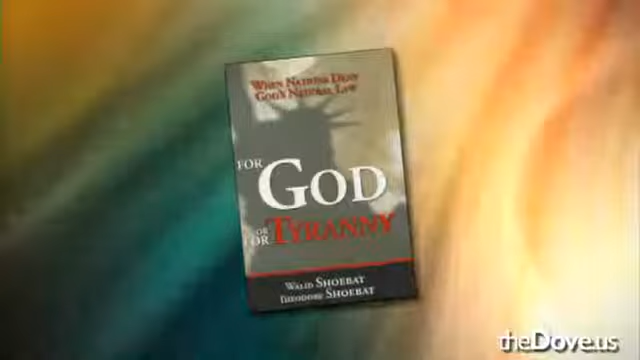 WHEN NATIONS DENY
GOD'S NATURAL LAW
FOR
GOD
OR
FOR TYRANNY
WALID SHOEBAT
THEODORE SHOEBAT
theDove.us